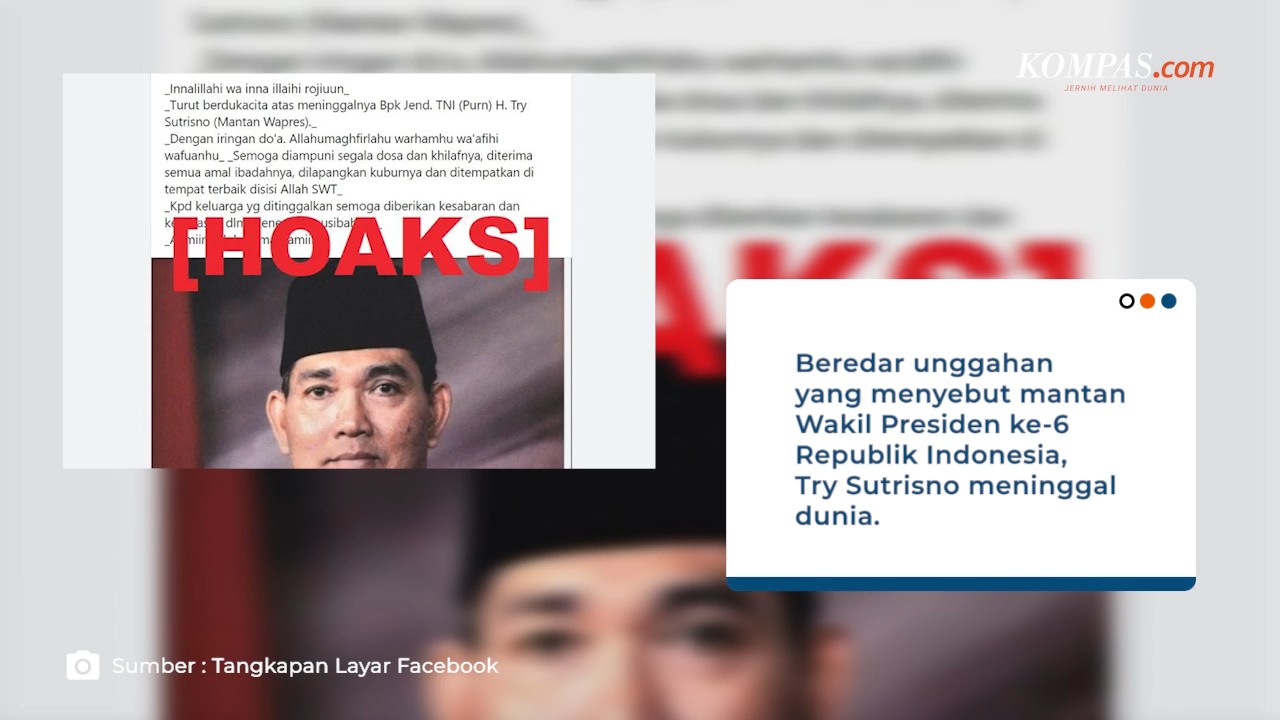 KOMPAS.com
JERNIH MELIHAT DUNIA
_Innalillahi wa inna illaihi rojiuun_
_Turut berdukacita atas meninggalnya Bpk Jend. TNI (Purn) H. Try
Sutrisno (Mantan Wapres)._
_Dengan iringan do'a. Allahumaghfirlahu warhamhu wa'afihi
wafuanhu_ _Semoga diampuni segala dosa dan khilafnya, diterima
semua amal ibadahnya, dilapangkan kuburnya dan ditempatkan di
tempat terbaik disisi Allah SWT_
_Kpd keluarga yg ditinggalkan semoga diberikan kesabaran dan
[HOAKS]
Beredar unggahan
yang menyebut mantan
Wakil Presiden ke-6
Republik Indonesia,
Try Sutrisno meninggal
dunia.
Sumber : Tangkapan Layar Facebook